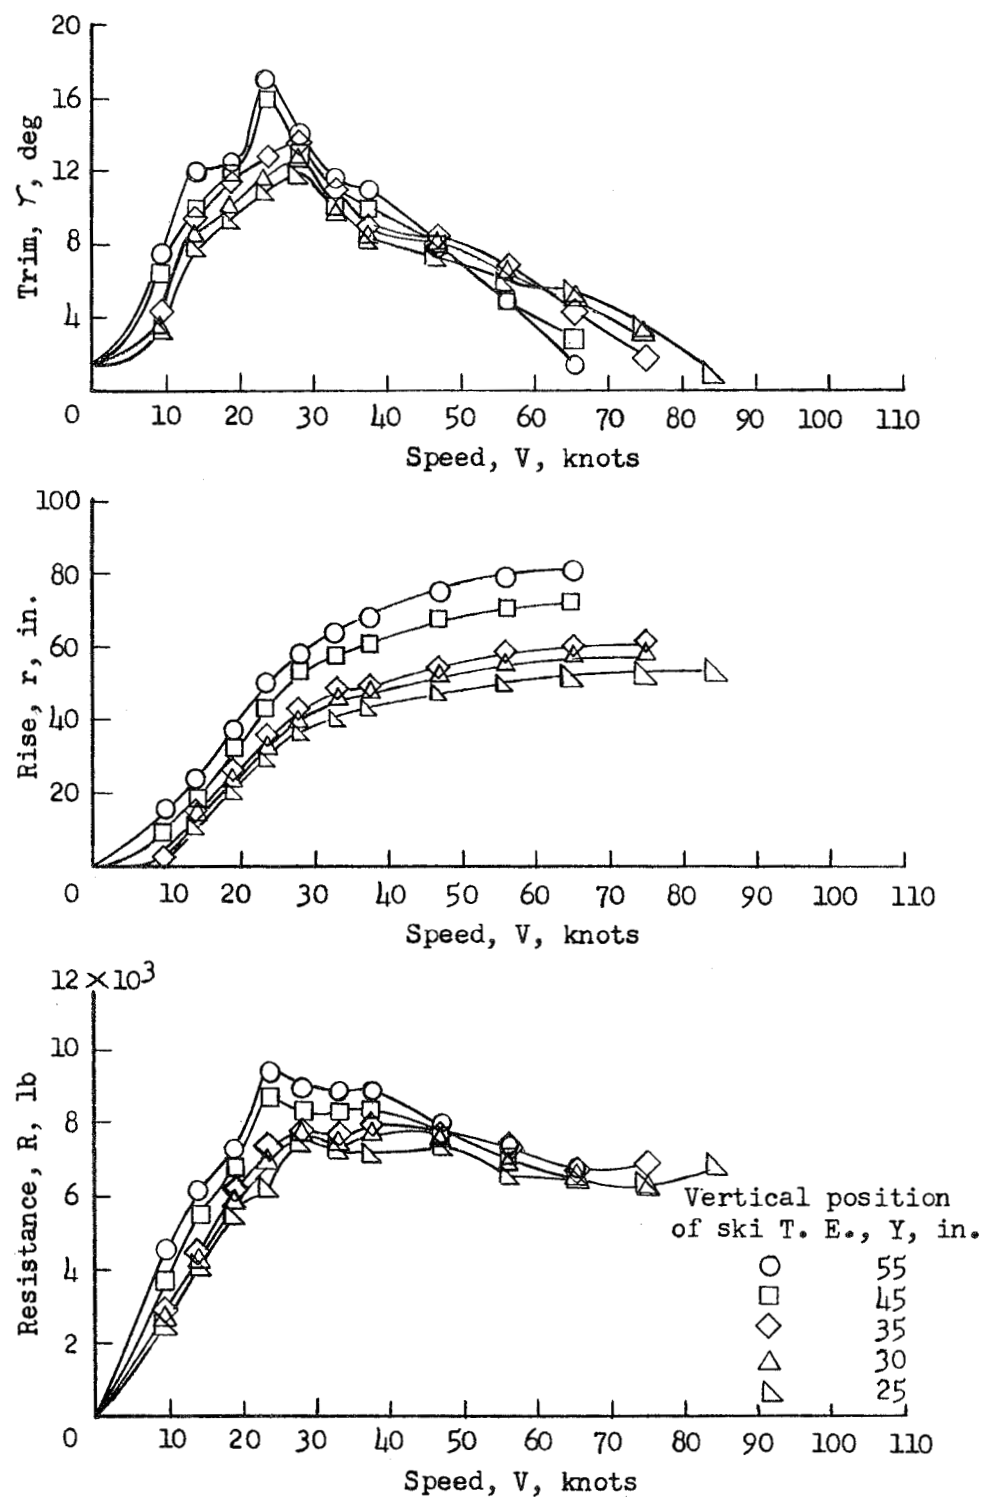 20
16
12
8
4
0
Trim, τ, deg
10 20 30 40 50 60 70 80 90 100 110
Speed, V, knots
100
80
60
40
20
0
Rise, r, in.
10 20 30 40 50 60 70 80 90 100 110
Speed, V, knots
12×10³
10
8
6
4
2
0
Resistance, R, lb
Vertical position
of ski T. E., Y, in.
55
45
35
30
25
10 20 30 40 50 60 70 80 90 100 110
Speed, V, knots